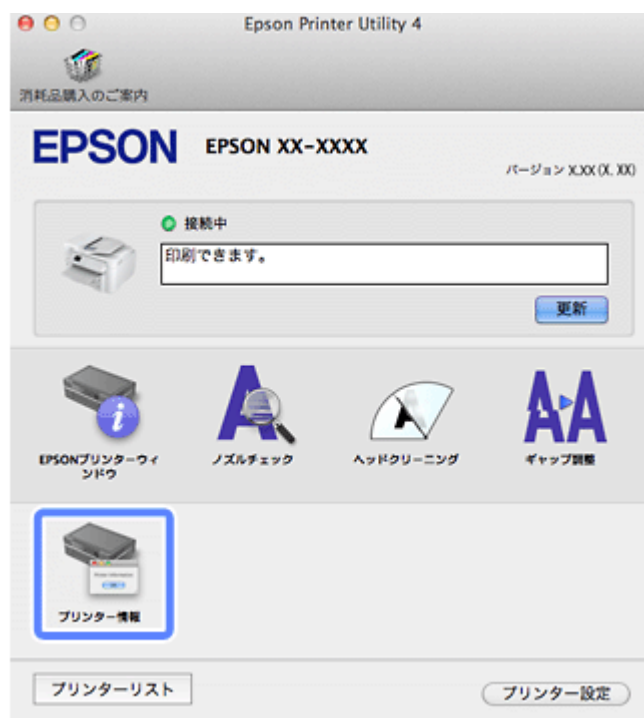 Epson Printer Utility 4
消耗品購入のご案内
EPSON
EPSON XX-XXXX
バージョン X.XX (X. XX)
接続中
印刷できます。
更新
EPSONプリンターウィ
ンドウ
ノズルチェック
ヘッドクリーニング
ギャップ調整
プリンター情報
プリンターリスト
プリンター設定